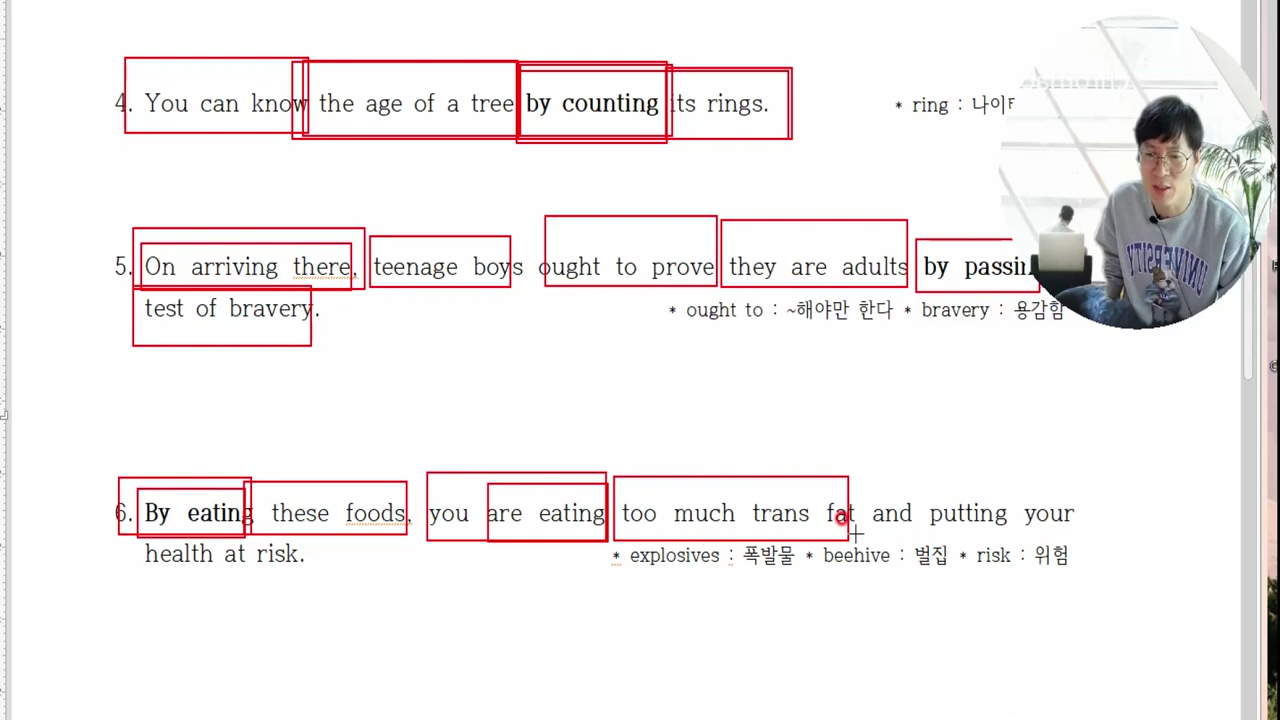 4. You can know the age of a tree by counting its rings. * ring : 나이
5. On arriving there, teenage boys ought to prove they are adults by
test of bravery. * ought to : ~해야만 한다 * bravery : 용감함
6. By eating these foods, you are eating too much trans fat and putting your
health at risk. * explosives : 폭발물 * beehive : 벌집 * risk : 위험
UNIVERSITY